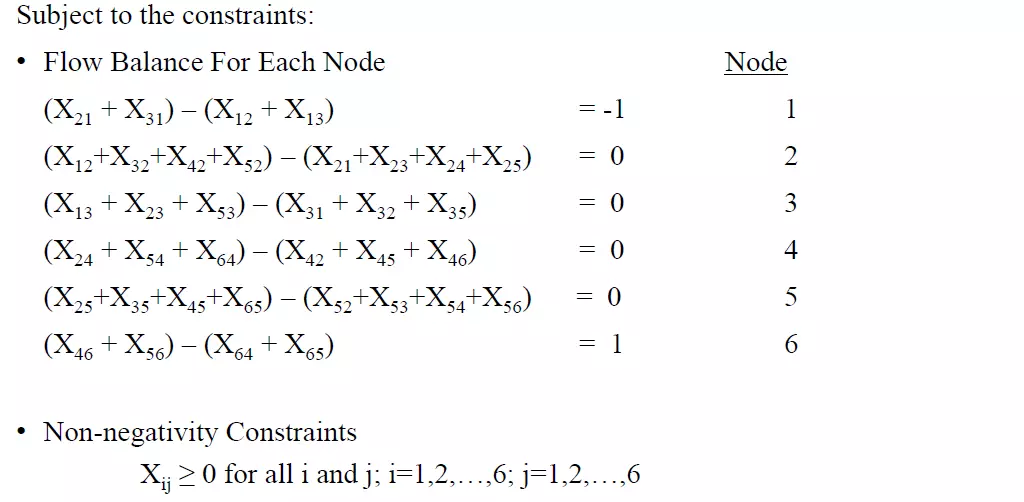 Subject to the constraints:
• Flow Balance For Each Node Node
(X₂₁ + X₃₁) – (X₁₂ + X₁₃) = -1 1
(X₁₂+X₃₂+X₄₂+X₅₂) – (X₂₁+X₂₃+X₂₄+X₂₅) = 0 2
(X₁₃ + X₂₃ + X₅₃) – (X₃₁ + X₃₂ + X₃₅) = 0 3
(X₂₄ + X₅₄ + X₆₄) – (X₄₂ + X₄₅ + X₄₆) = 0 4
(X₂₅+X₃₅+X₄₅+X₆₅) – (X₅₂+X₅₃+X₅₄+X₅₆) = 0 5
(X₄₆ + X₅₆) – (X₆₄ + X₆₅) = 1 6
• Non-negativity Constraints
Xᵢⱼ ≥ 0 for all i and j; i=1,2,…,6; j=1,2,…,6